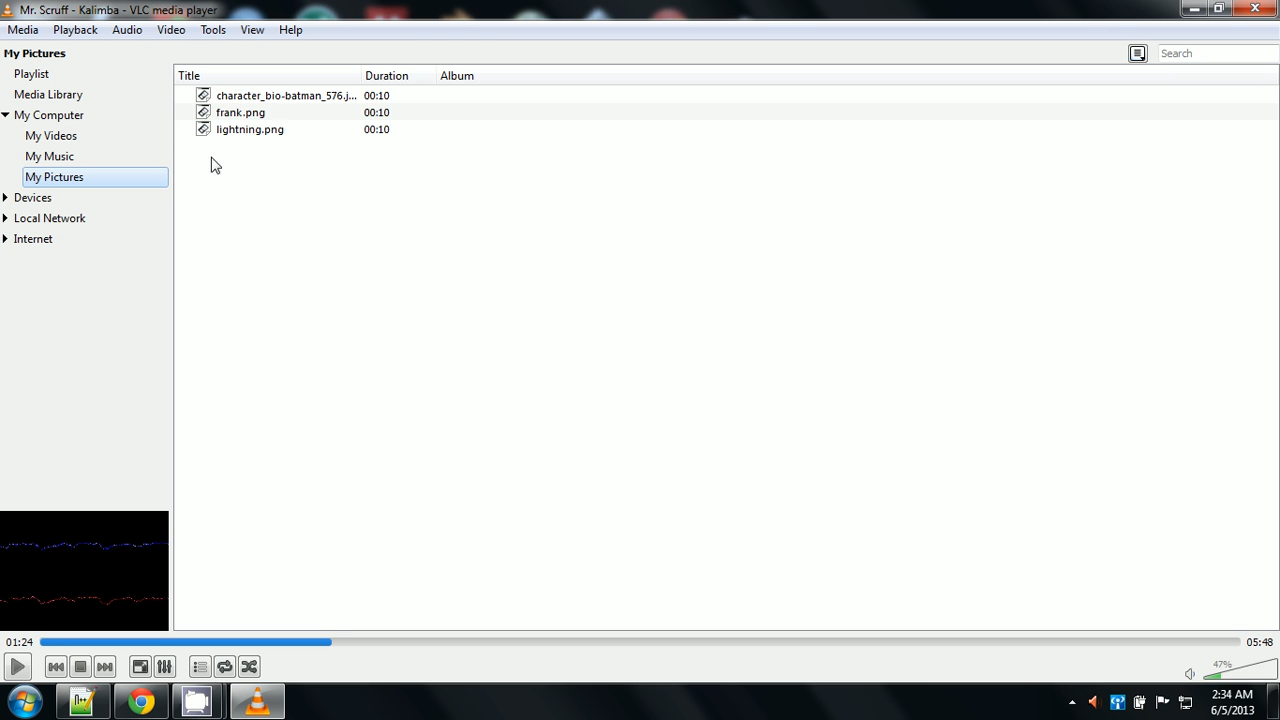 Mr. Scruff - Kalimba - VLC media player
Media Playback Audio Video Tools View Help
My Pictures
Search
Playlist
Media Library
My Computer
My Videos
My Music
My Pictures
Devices
Local Network
Internet
Title Duration Album
character_bio-batman_576.j... 00:10
frank.png 00:10
lightning.png 00:10
01:24 05:48
47%
2:34 AM
6/5/2013